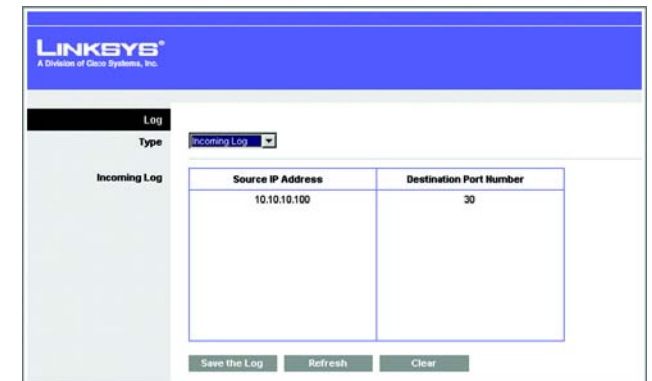 LINKSYS®
A Division of Cisco Systems, Inc.
Log
Type Incoming Log
Incoming Log Source IP Address Destination Port Number
10.10.10.100 30
Save the Log Refresh Clear